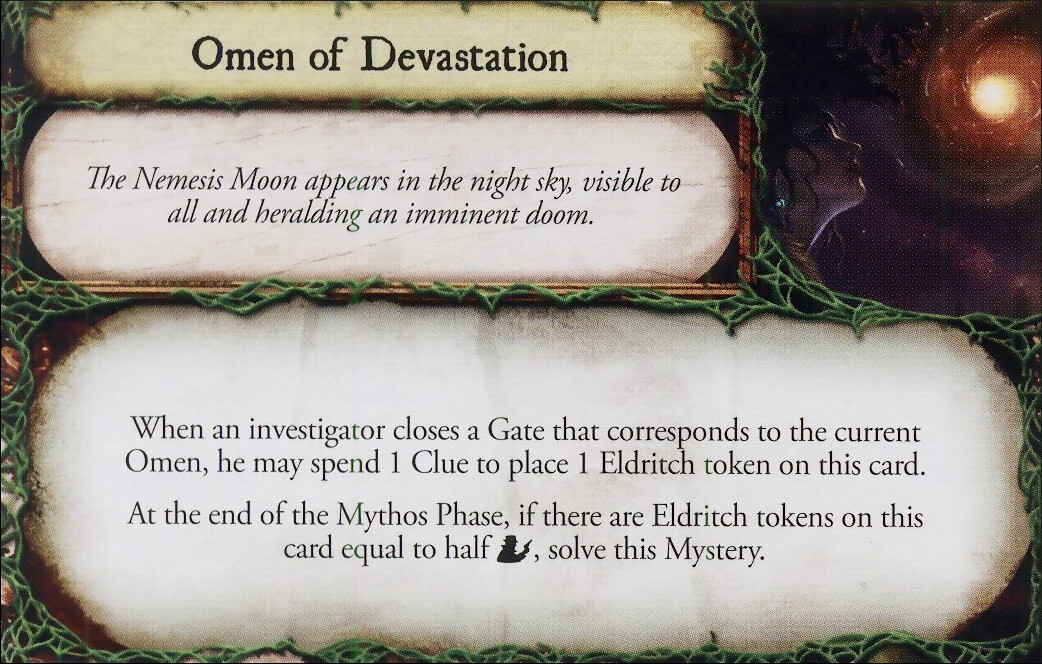 Omen of Devastation
The Nemesis Moon appears in the night sky, visible to
all and heralding an imminent doom.
When an investigator closes a Gate that corresponds to the current
Omen, he may spend 1 Clue to place 1 Eldritch token on this card.
At the end of the Mythos Phase, if there are Eldritch tokens on this
card equal to half , solve this Mystery.